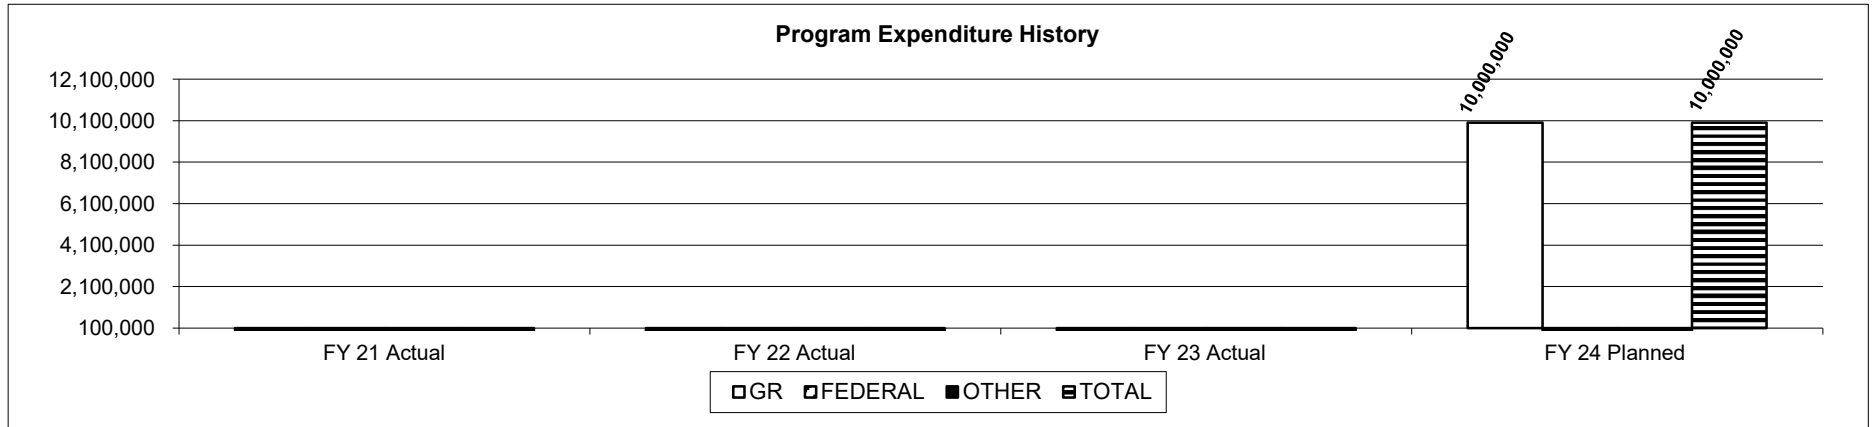 Program Expenditure History
10,000,000
10,000,000
12,100,000
10,100,000
8,100,000
6,100,000
4,100,000
2,100,000
100,000
FY 21 Actual
FY 22 Actual
FY 23 Actual
FY 24 Planned
GR FEDERAL OTHER TOTAL